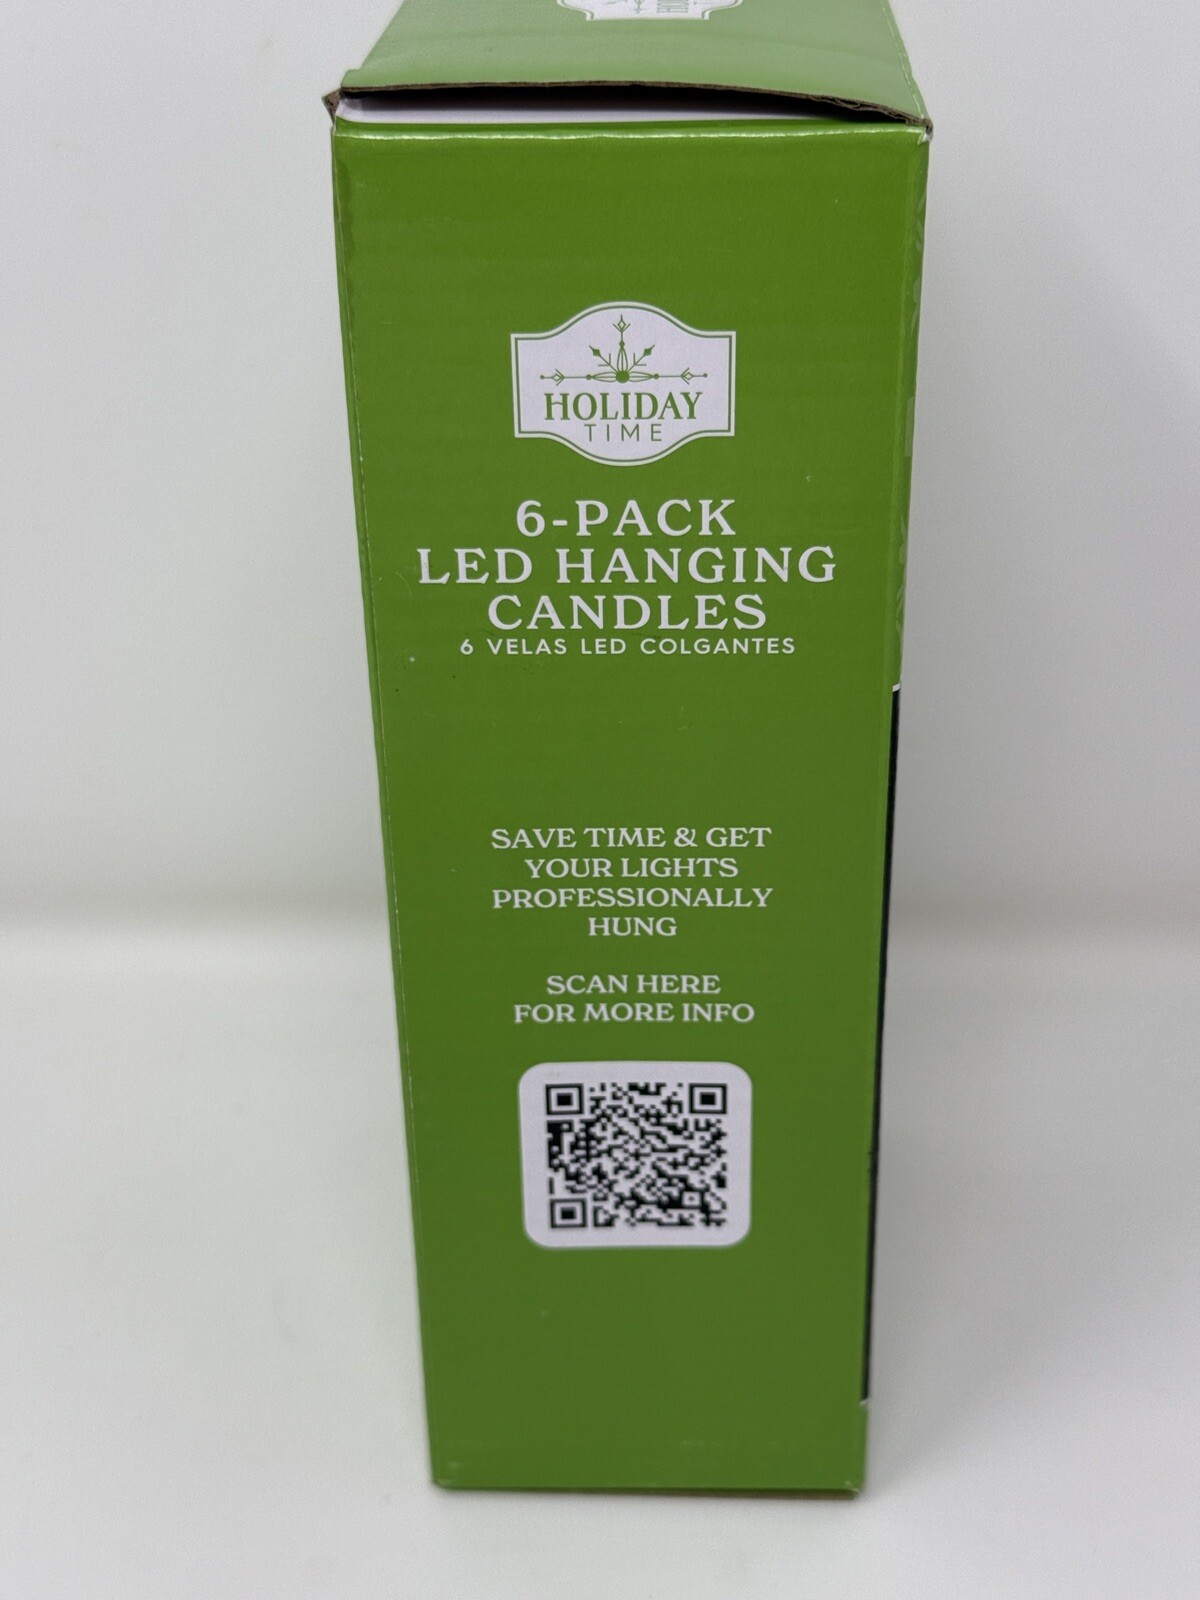 HOLIDAY
TIME
6-PACK
LED HANGING
CANDLES
6 VELAS LED COLGANTES
SAVE TIME & GET
YOUR LIGHTS
PROFESSIONALLY
HUNG
SCAN HERE
FOR MORE INFO